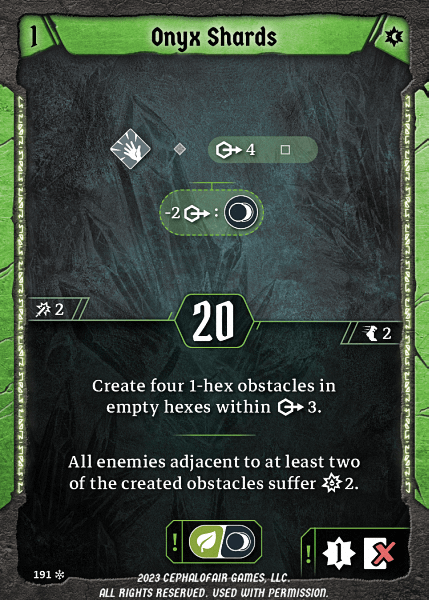 1
Onyx Shards
4
-2 :
2
20
2
Create four 1-hex obstacles in
empty hexes within 3.
All enemies adjacent to at least two
of the created obstacles suffer 2.
!
! 1
191
2023 CEPHALOFAIR GAMES, LLC.
ALL RIGHTS RESERVED. USED WITH PERMISSION.